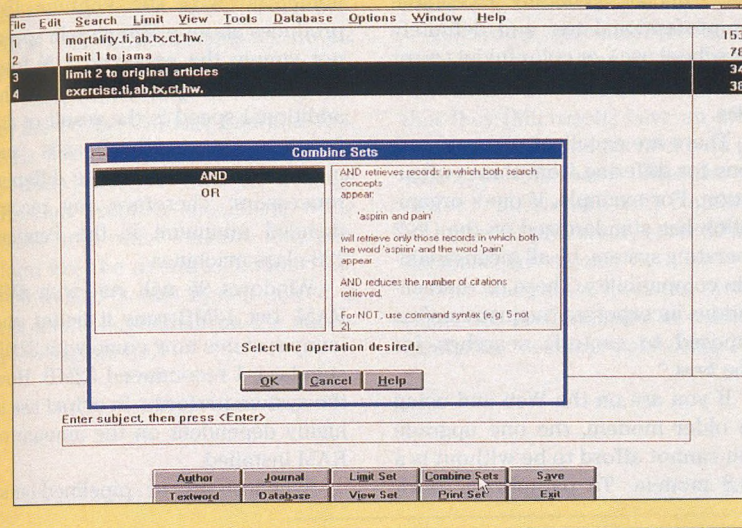 ile Edit Search Limit View Tools Database Options Window Help
1 mortality.ti,ab,tx,ct,hw. 153
2 limit 1 to jama 78
3 limit 2 to original articles 34
4 exercise.ti,ab,tx,ct,hw. 38
Combine Sets
AND
OR
AND retrieves records in which both search
concepts
appear.
'aspirin and pain'
will retrieve only those records in which both
the word 'aspirin' and the word 'pain'
appear.
AND reduces the number of citations
retrieved.
For NOT, use command syntax (e.g. 5 not
2)
Select the operation desired.
OK Cancel Help
Enter subject, then press <Enter>
Author Journal Limit Set Combine Sets Save
Textword Database View Set Print Set Exit